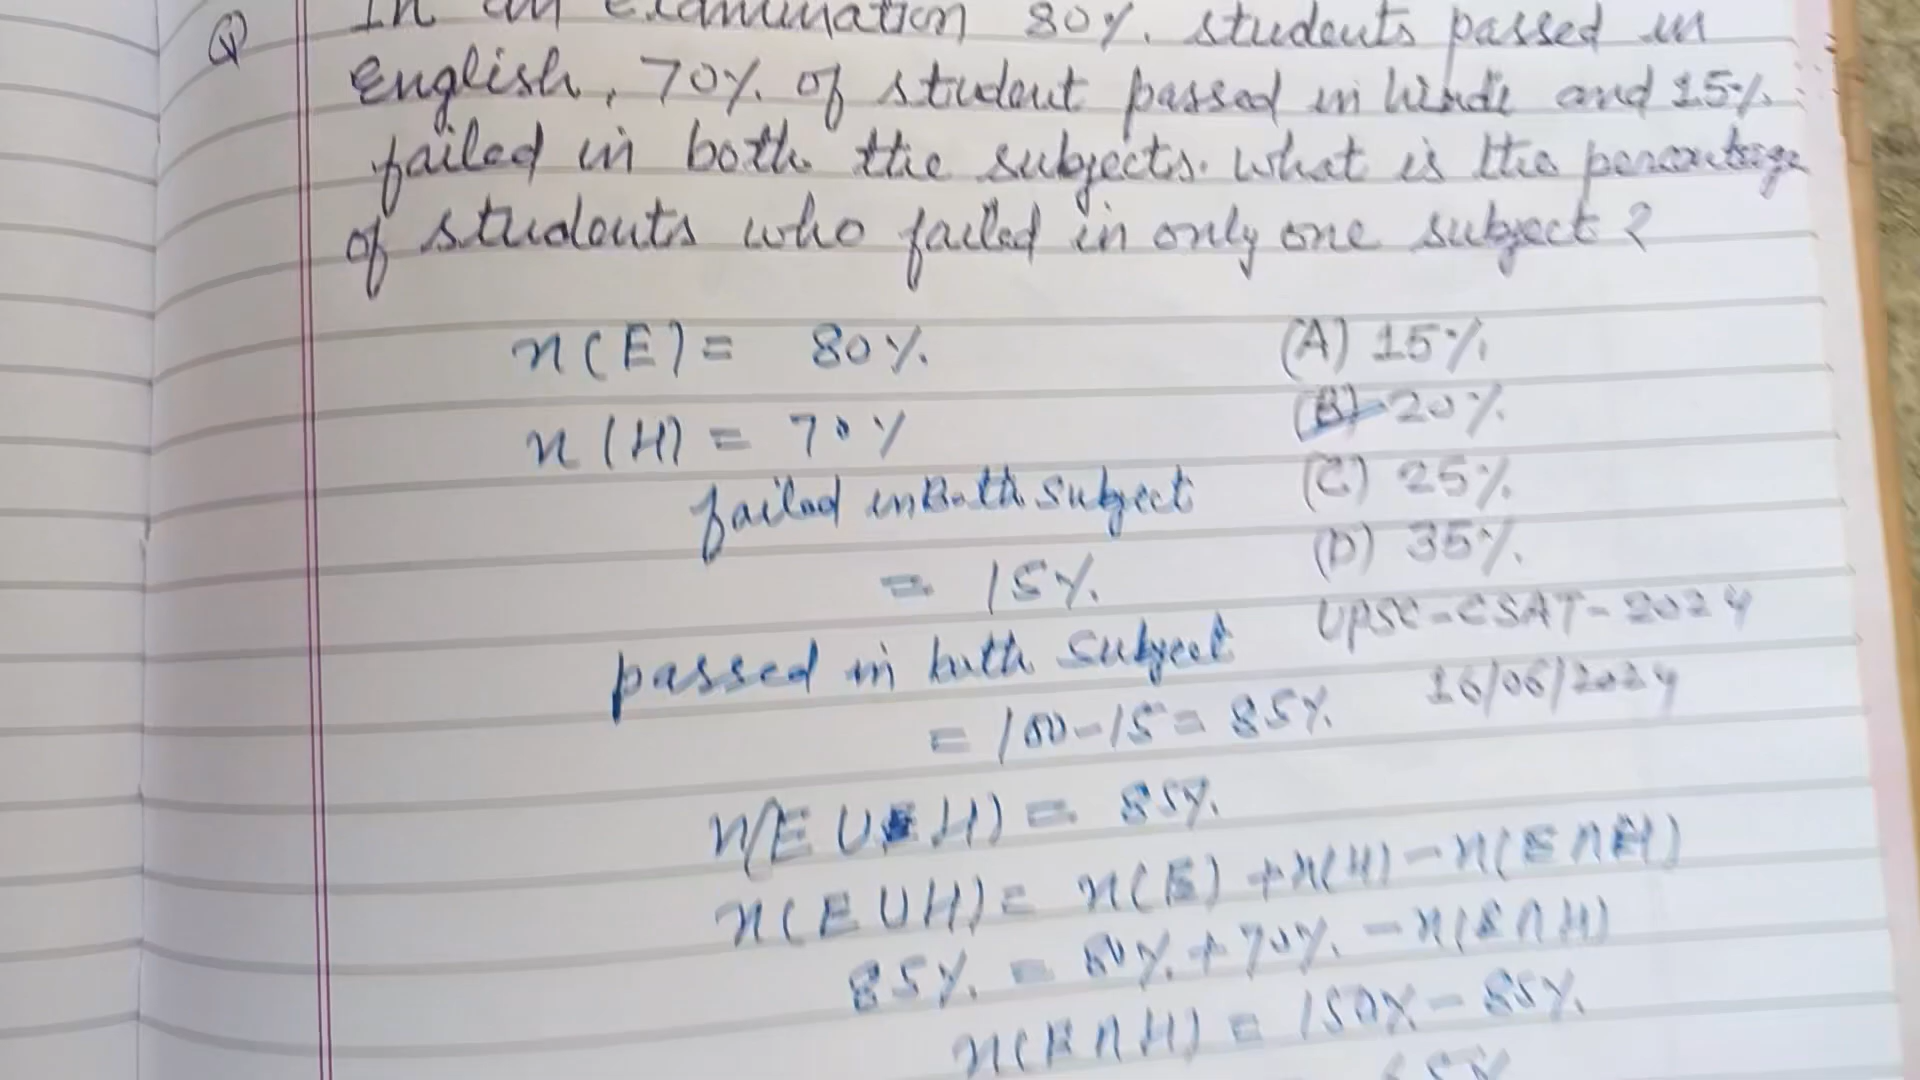 Q In an examination 80%. students passed in
english, 70%. of student passed in hindi and 15%.
failed in both the subjects. what is the percentage
of students who failed in only one subject?
n(E) = 80%.
(A) 15%.
n(H) = 70%
(B) 20%.
failed in Both subject
(C) 25%.
= 15%.
(D) 35%.
passed in both subject
UPSC-CSAT-2024
= 100-15 = 85%.
16/06/2024
n(E U H) = 85%.
n(E U H) = n(E) + n(H) - n(E ∩ H)
85%. = 80%. + 70%. - n(E ∩ H)
n(E ∩ H) = 150% - 85%.
65%